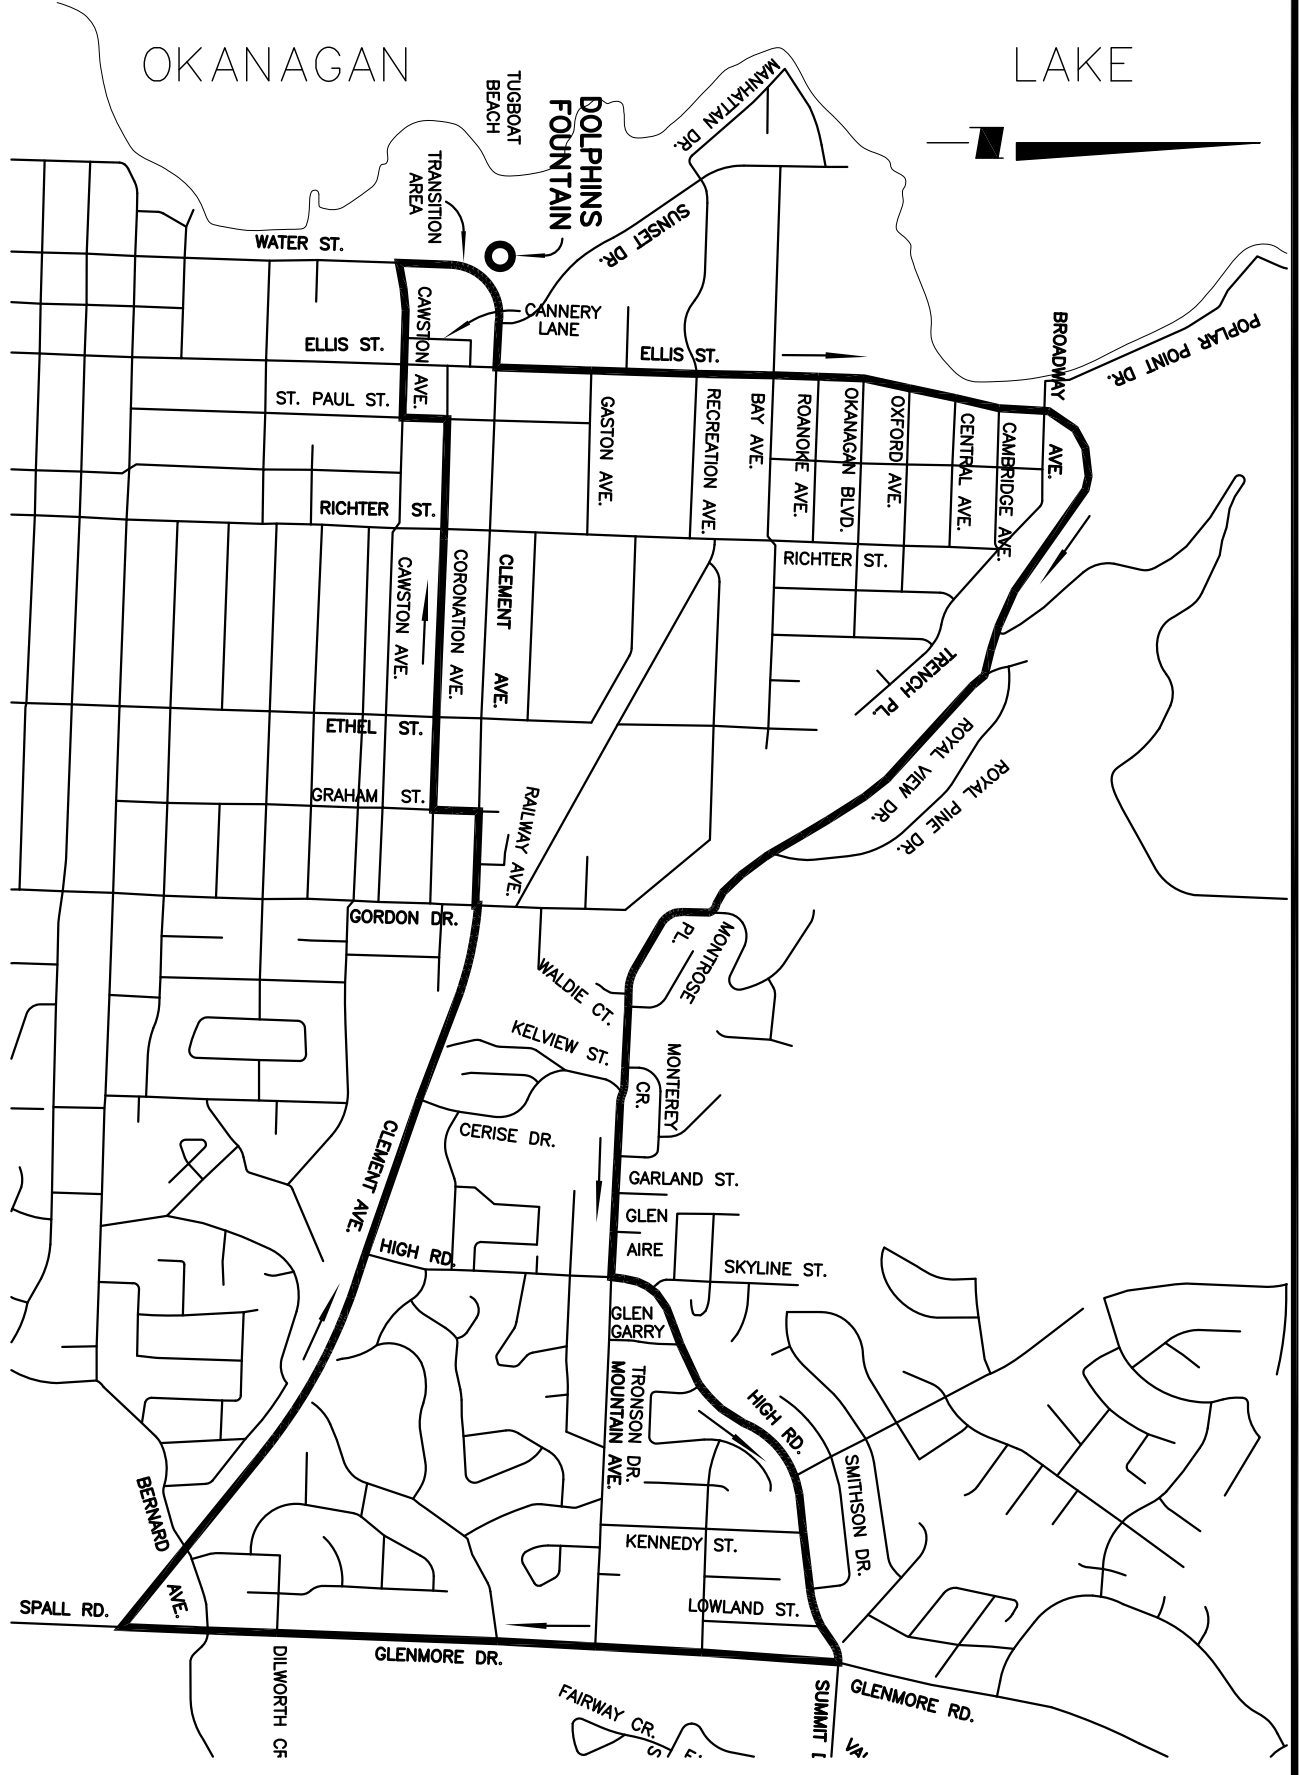 OKANAGAN
LAKE
TUGBOAT
BEACH
DOLPHINS
FOUNTAIN
MANHATTAN DR.
TRANSITION
AREA
WATER ST.
SUNSET DR.
CANNERY
LANE
CAWSTON AVE.
ELLIS ST.
ELLIS ST.
BROADWAY
AVE.
POPLAR POINT DR.
ST. PAUL ST.
GASTON AVE.
RECREATION AVE.
BAY AVE.
ROANOKE AVE.
OKANAGAN BLVD.
OXFORD AVE.
CENTRAL AVE.
CAMBRIDGE AVE.
RICHTER ST.
RICHTER ST.
CAWSTON AVE.
CORONATION AVE.
CLEMENT AVE.
TRENCH PL.
ETHEL ST.
ROYAL VIEW DR.
ROYAL PINE DR.
GRAHAM ST.
RAILWAY AVE.
GORDON DR.
MONTROSE
PL.
WALDIE CT.
KELVIEW ST.
MONTEREY
CR.
CERISE DR.
CLEMENT AVE.
GARLAND ST.
GLEN
AIRE
HIGH RD.
SKYLINE ST.
GLEN
GARRY
TRONSON DR.
MOUNTAIN AVE.
HIGH RD.
SMITHSON DR.
BERNARD
AVE.
KENNEDY ST.
SPALL RD.
LOWLAND ST.
GLENMORE DR.
DILWORTH CR
SUMMIT
GLENMORE RD.
FAIRWAY CR.